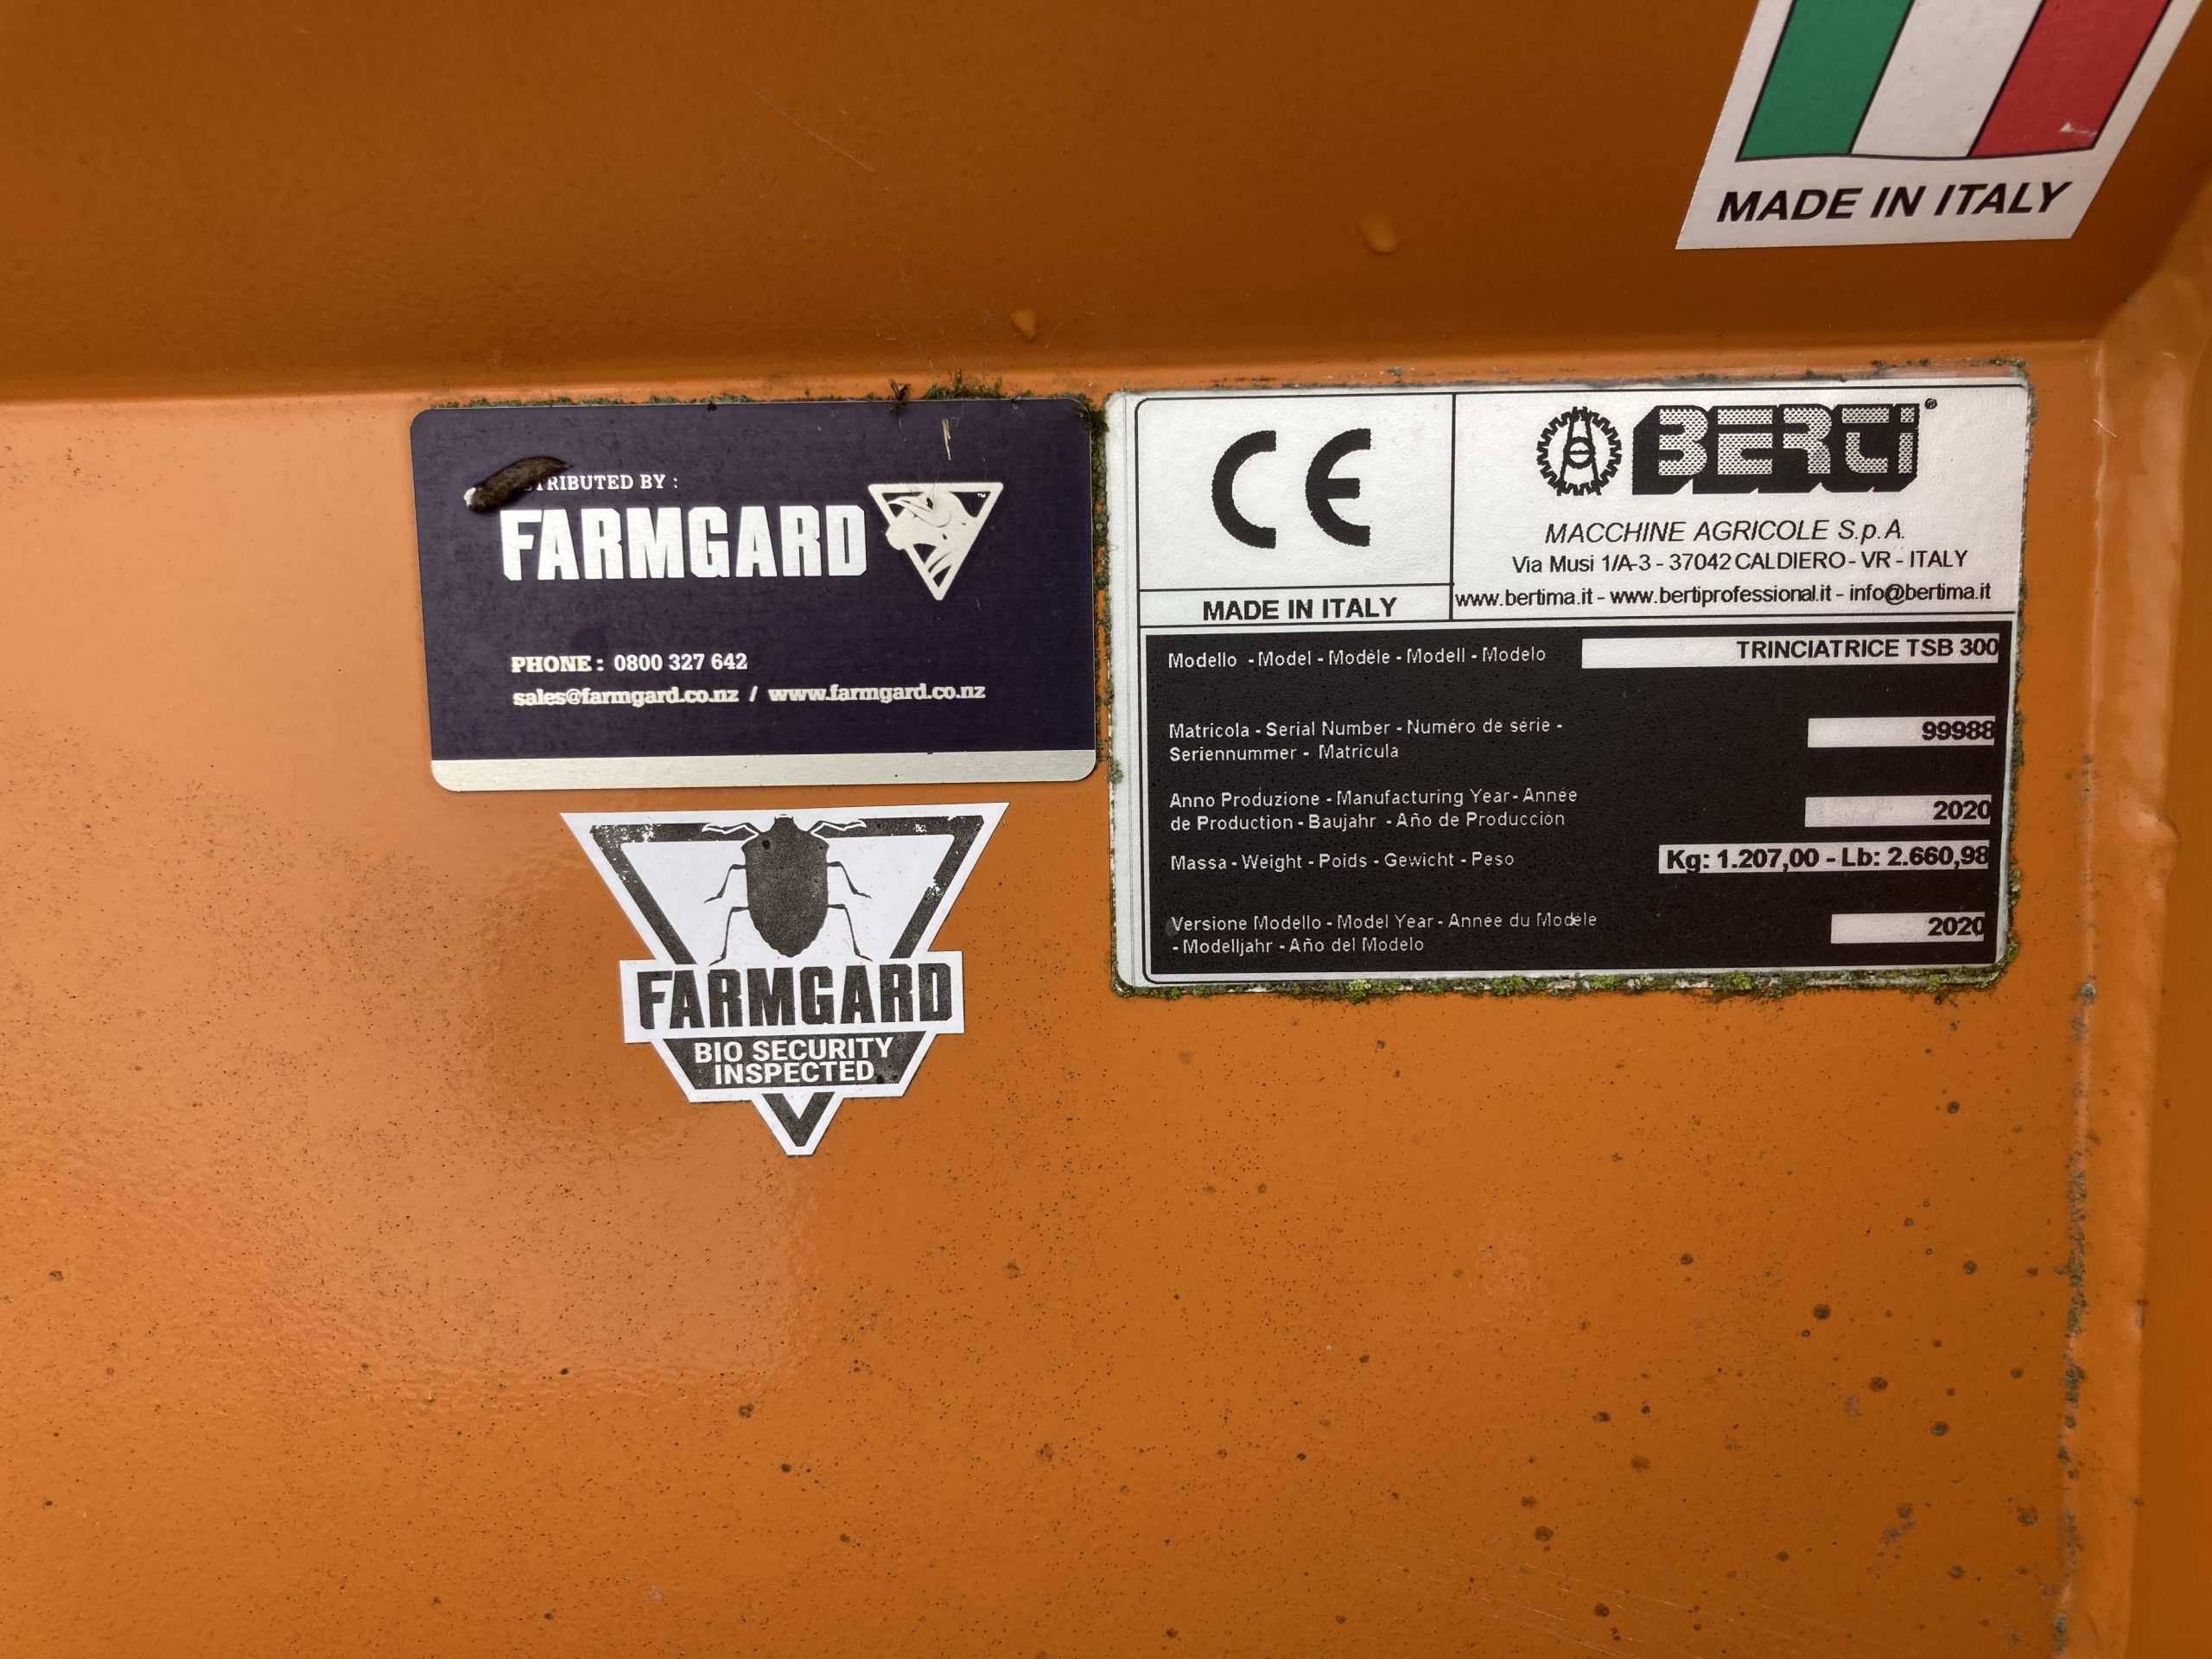 MADE IN ITALY
TRIBUTED BY :
FARMGARD
™
PHONE : 0800 327 642
sales@farmgard.co.nz / www.farmgard.co.nz
FARMGARD
BIO SECURITY
INSPECTED
CE
MADE IN ITALY
BERTI®
MACCHINE AGRICOLE S.p.A.
Via Musi 1/A-3 - 37042 CALDIERO - VR - ITALY
www.bertima.it - www.bertiprofessional.it - info@bertima.it
Modello - Model - Modèle - Modell - Modelo TRINCIATRICE TSB 300
Matricola - Serial Number - Numéro de série -
Seriennummer - Matricula 99988
Anno Produzione - Manufacturing Year - Année
de Production - Baujahr - Año de Producción 2020
Massa - Weight - Poids - Gewicht - Peso Kg: 1.207,00 - Lb: 2.660,98
Versione Modello - Model Year - Année du Modèle
- Modelljahr - Año del Modelo 2020